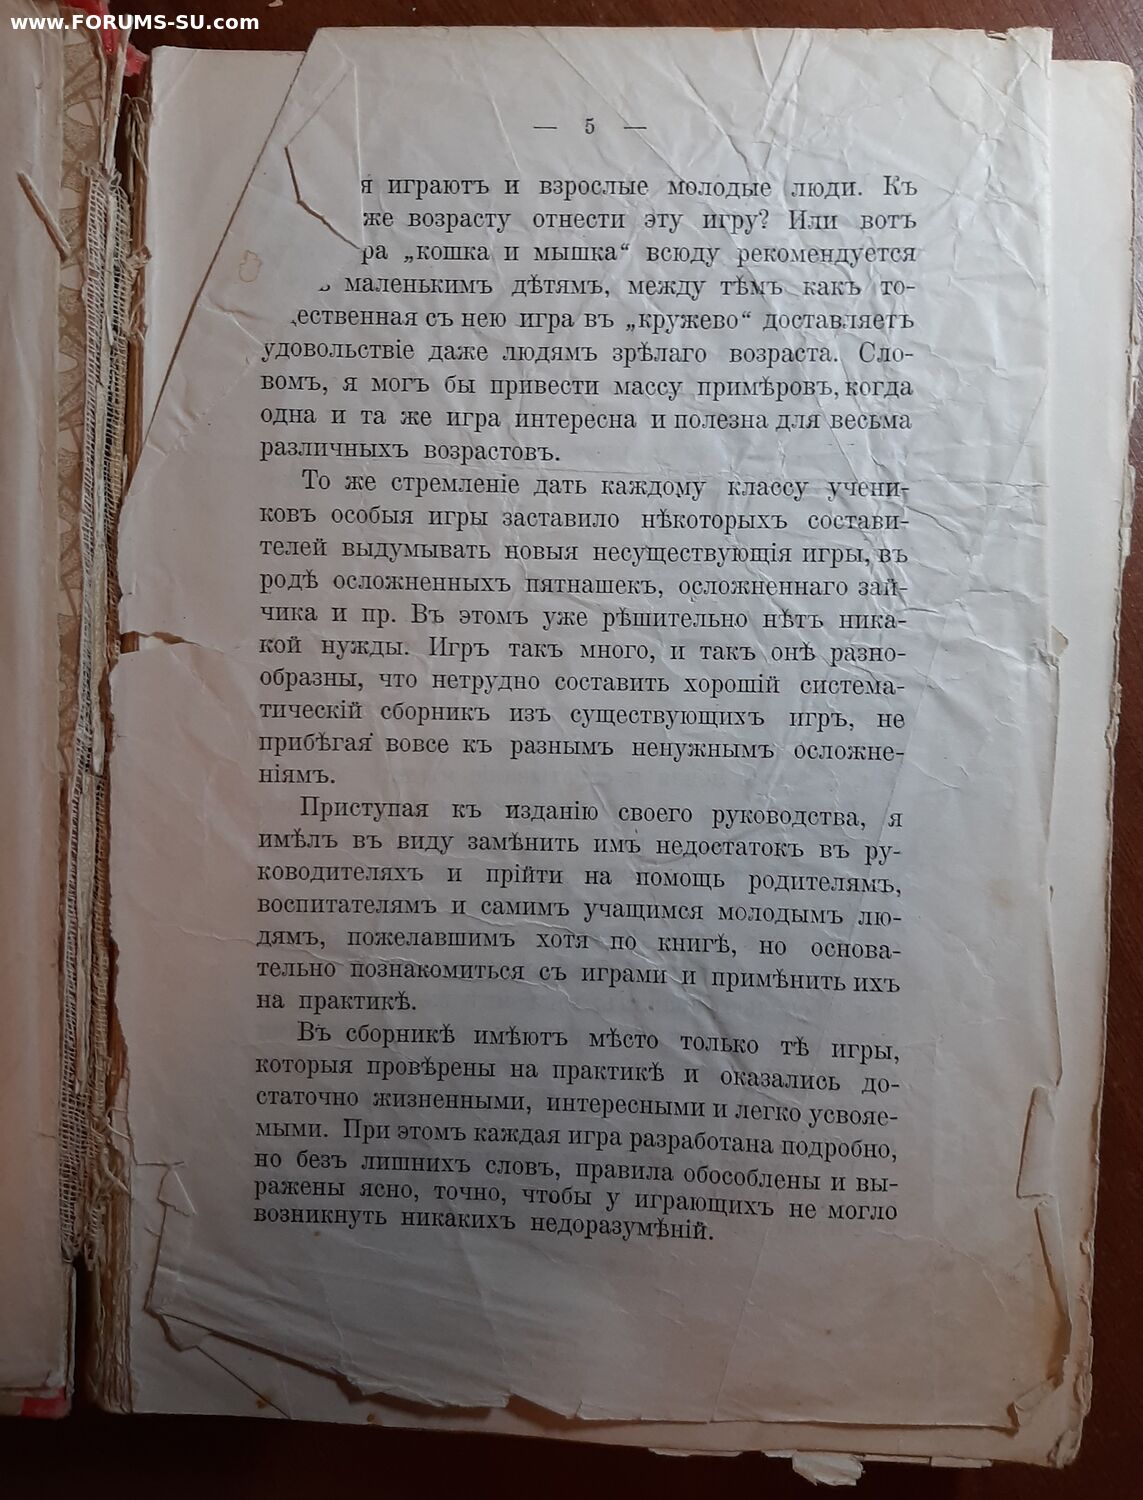 www.FORUMS-SU.com
— 5 —
играютъ и взрослые молодые люди. Къ
же возрасту отнести эту игру? Или вотъ
„кошка и мышка“ всюду рекомендуется
маленькимъ дѣтямъ, между тѣмъ какъ то-
съ нею игра въ „кружево“ доставляетъ
удовольствіе даже людямъ зрѣлаго возраста. Сло-
вомъ, я могъ бы привести массу примѣровъ, когда
одна и та же игра интересна и полезна для весьма
различныхъ возрастовъ.
То же стремленіе дать каждому классу учени-
ковъ особыя игры заставило нѣкоторыхъ состави-
телей выдумывать новыя несуществующія игры, въ
родѣ осложненныхъ пятнашекъ, осложненнаго зай-
чика и пр. Въ этомъ уже рѣшительно нѣтъ ника-
кой нужды. Игръ такъ много, и такъ онѣ разно-
образны, что нетрудно составить хорошій система-
тическій сборникъ изъ существующихъ игръ, не
прибѣгая вовсе къ разнымъ ненужнымъ осложне-
ніямъ.
Приступая къ изданію своего руководства, я
имѣлъ въ виду замѣнить имъ недостатокъ въ ру-
ководителяхъ и прійти на помощь родителямъ,
воспитателямъ и самимъ учащимся молодымъ лю-
дямъ, пожелавшимъ хотя по книгѣ, но основа-
тельно познакомиться съ играми и примѣнить ихъ
на практикѣ.
Въ сборникѣ имѣютъ мѣсто только тѣ игры,
которыя провѣрены на практикѣ и оказались до-
статочно жизненными, интересными и легко усвояе-
мыми. При этомъ каждая игра разработана подробно,
но безъ лишнихъ словъ, правила обособлены и вы-
ражены ясно, точно, чтобы у играющихъ не могло
возникнуть никакихъ недоразумѣній.